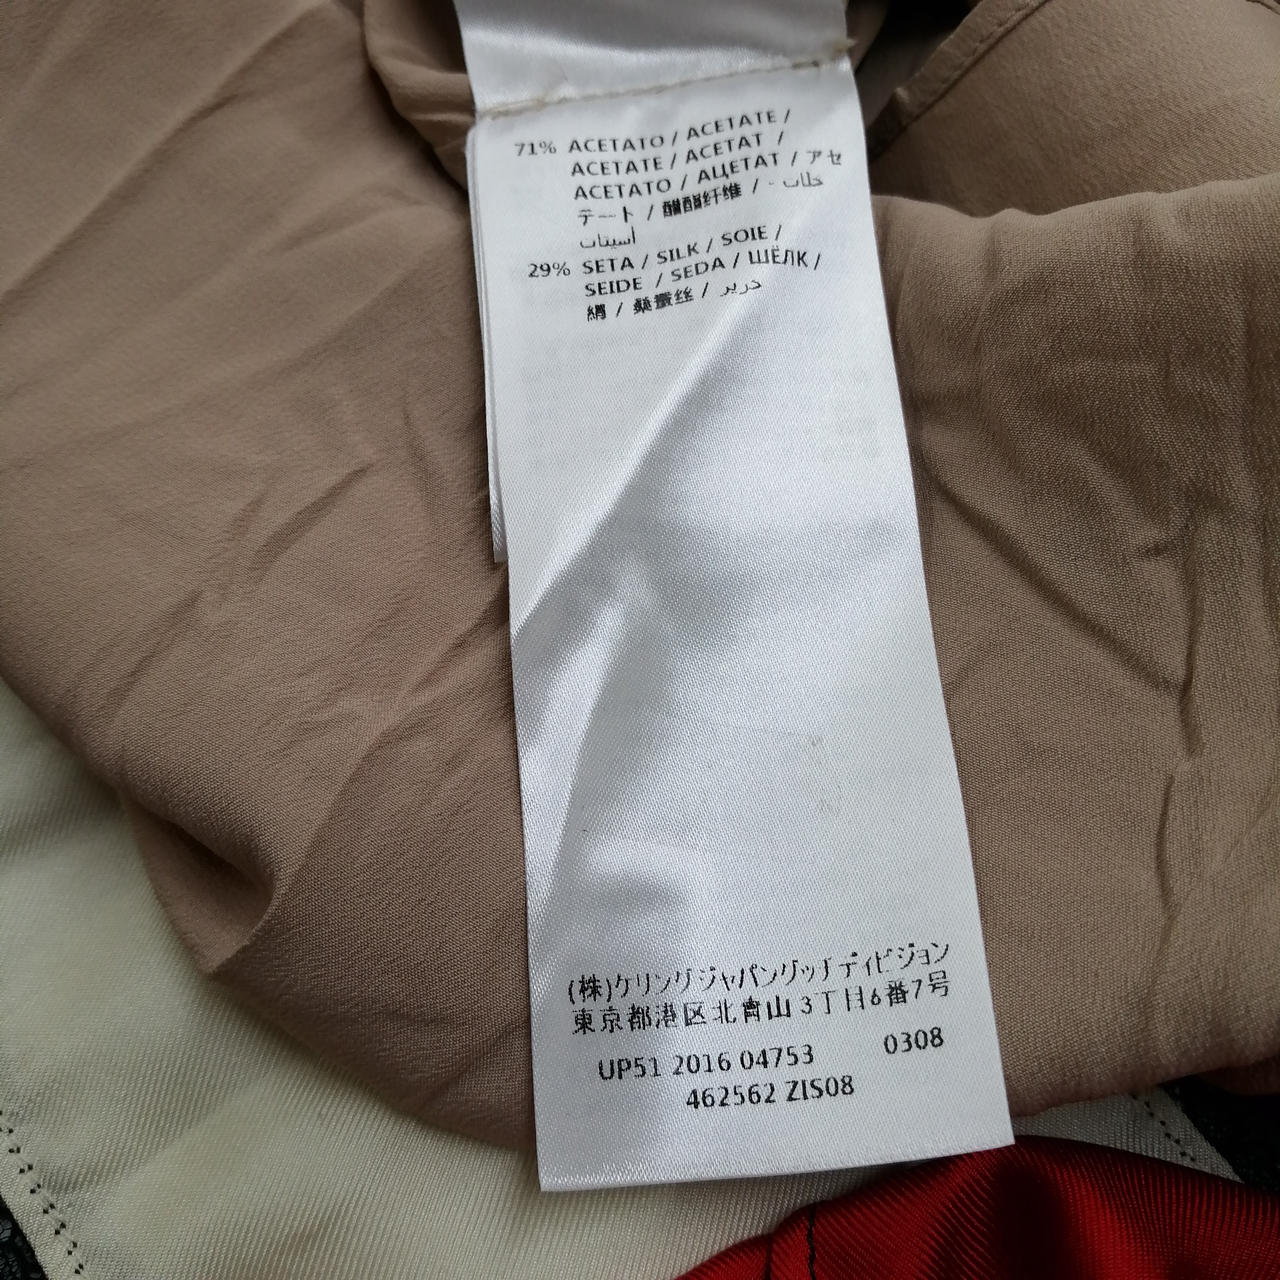 71% ACETATO / ACETATE /
ACETATE / ACETAT /
ACETATO / АЦЕТАТ / アセ
テート / 醋酯纤维 / خلات -
أسيتات
29% SETA / SILK / SOIE /
SEIDE / SEDA / ШЁЛК /
絹 / 桑蚕丝 / حرير
(株)ケリングジャパングッチディビジョン
東京都港区北青山3丁目6番7号
UP51 2016 04753 0308
462562 ZIS08